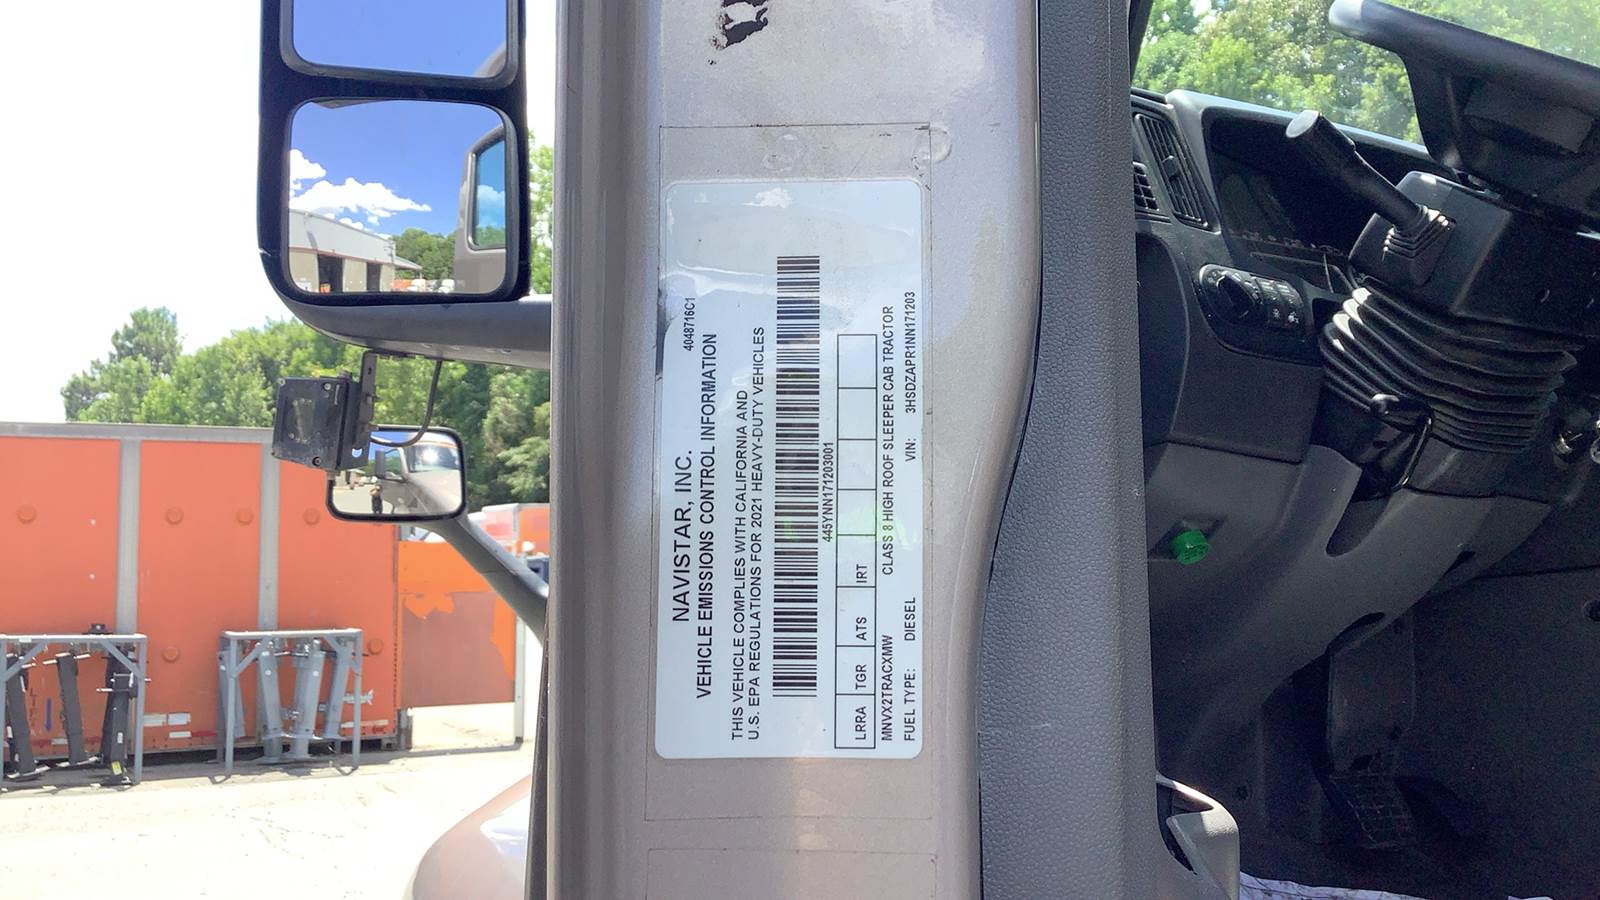 4048716C1
NAVISTAR, INC.
VEHICLE EMISSIONS CONTROL INFORMATION
THIS VEHICLE COMPLIES WITH CALIFORNIA AND
U.S. EPA REGULATIONS FOR 2021 HEAVY-DUTY VEHICLES
445YNN171203001
LRRA TGR ATS IRT
MNVX2TRACXMW CLASS 8 HIGH ROOF SLEEPER CAB TRACTOR
FUEL TYPE: DIESEL VIN: 3HSDZAPR1NN171203